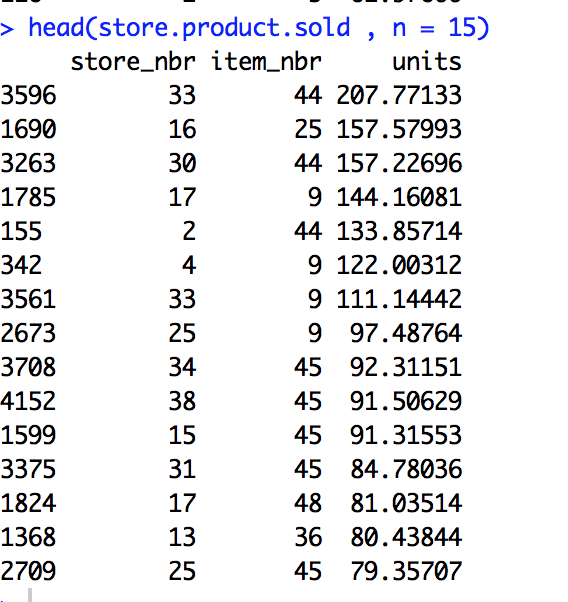 > head(store.product.sold , n = 15)
store_nbr item_nbr units
3596 33 44 207.77133
1690 16 25 157.57993
3263 30 44 157.22696
1785 17 9 144.16081
155 2 44 133.85714
342 4 9 122.00312
3561 33 9 111.14442
2673 25 9 97.48764
3708 34 45 92.31151
4152 38 45 91.50629
1599 15 45 91.31553
3375 31 45 84.78036
1824 17 48 81.03514
1368 13 36 80.43844
2709 25 45 79.35707